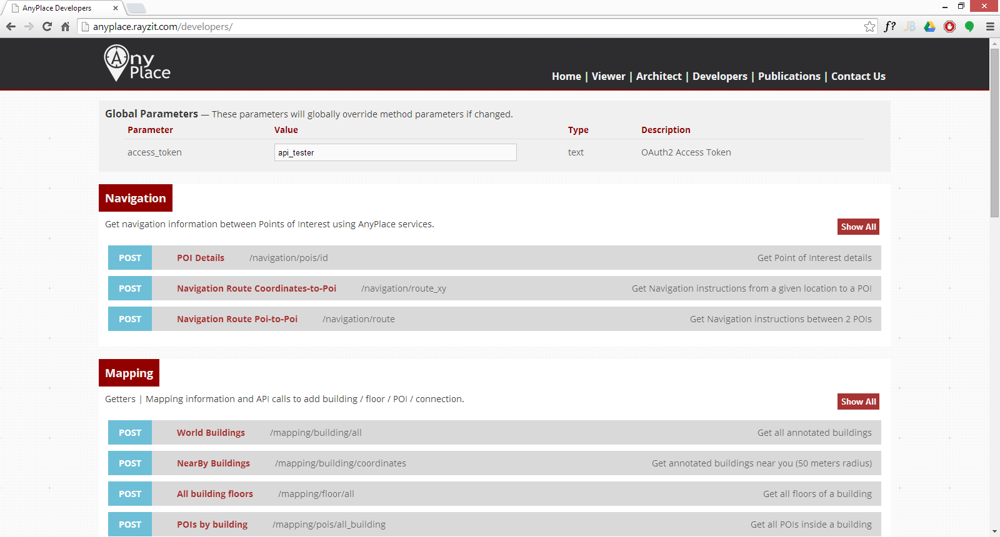 AnyPlace Developers
anyplace.rayzit.com/developers/
f?
JB
AnyPlace
Home | Viewer | Architect | Developers | Publications | Contact Us
Global Parameters — These parameters will globally override method parameters if changed.
Parameter Value Type Description
access_token api_tester text OAuth2 Access Token
Navigation
Get navigation information between Points of Interest using AnyPlace services.
Show All
POST POI Details /navigation/pois/id Get Point of Interest details
POST Navigation Route Coordinates-to-Poi /navigation/route_xy Get Navigation instructions from a given location to a POI
POST Navigation Route Poi-to-Poi /navigation/route Get Navigation instructions between 2 POIs
Mapping
Getters | Mapping information and API calls to add building / floor / POI / connection.
Show All
POST World Buildings /mapping/building/all Get all annotated buildings
POST NearBy Buildings /mapping/building/coordinates Get annotated buildings near you (50 meters radius)
POST All building floors /mapping/floor/all Get all floors of a building
POST POIs by building /mapping/pois/all_building Get all POIs inside a building